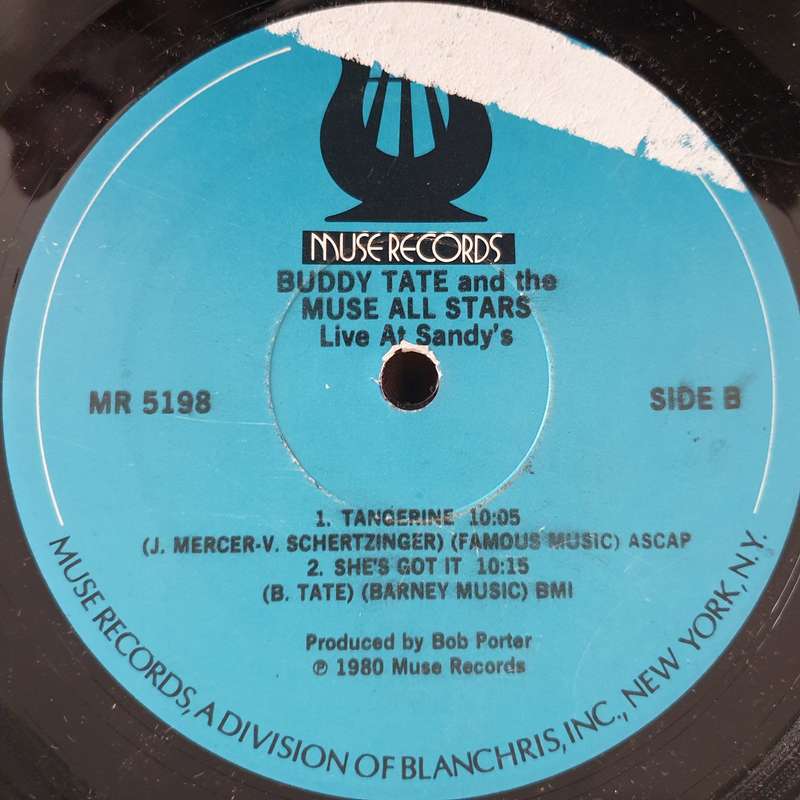 MUSE RECORDS
BUDDY TATE and the
MUSE ALL STARS
Live At Sandy's
MR 5198
SIDE B
1. TANGERINE 10:05
(J. MERCER-V. SCHERTZINGER) (FAMOUS MUSIC) ASCAP
2. SHE'S GOT IT 10:15
(B. TATE) (BARNEY MUSIC) BMI
Produced by Bob Porter
℗ 1980 Muse Records
MUSE RECORDS, A DIVISION OF BLANCHRIS, INC., NEW YORK, N.Y.